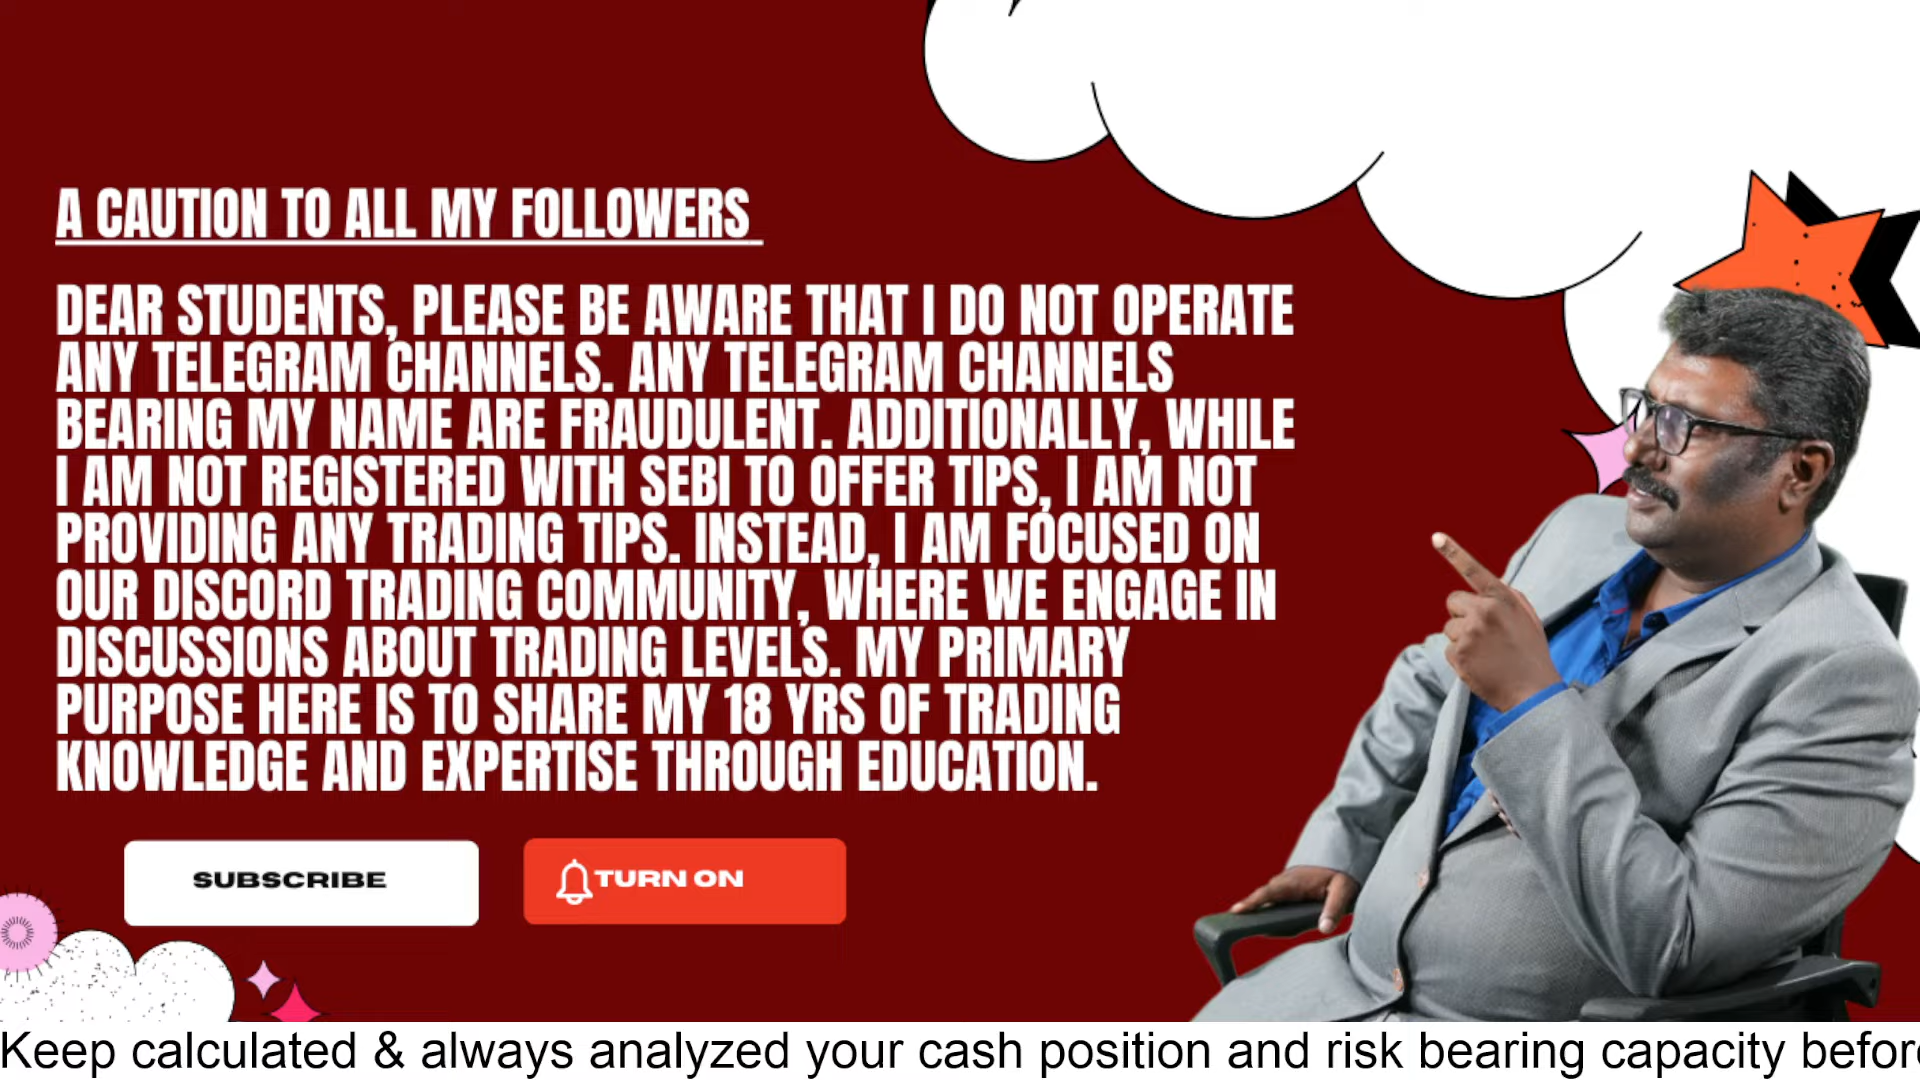 A CAUTION TO ALL MY FOLLOWERS
DEAR STUDENTS, PLEASE BE AWARE THAT I DO NOT OPERATE
ANY TELEGRAM CHANNELS. ANY TELEGRAM CHANNELS
BEARING MY NAME ARE FRAUDULENT. ADDITIONALLY, WHILE
I AM NOT REGISTERED WITH SEBI TO OFFER TIPS, I AM NOT
PROVIDING ANY TRADING TIPS. INSTEAD, I AM FOCUSED ON
OUR DISCORD TRADING COMMUNITY, WHERE WE ENGAGE IN
DISCUSSIONS ABOUT TRADING LEVELS. MY PRIMARY
PURPOSE HERE IS TO SHARE MY 18 YRS OF TRADING
KNOWLEDGE AND EXPERTISE THROUGH EDUCATION.
SUBSCRIBE
TURN ON
Keep calculated & always analyzed your cash position and risk bearing capacity